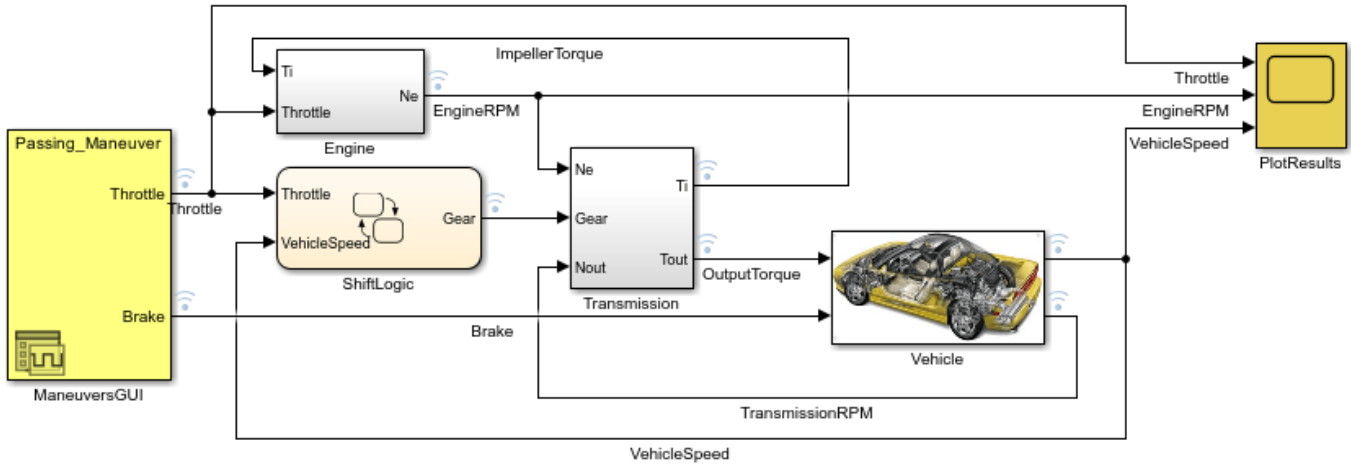 ImpellerTorque
Ti
Throttle
Ne
EngineRPM
Engine
Throttle
EngineRPM
VehicleSpeed
PlotResults
Passing_Maneuver
Throttle
Throttle
Brake
ManeuversGUI
Throttle
VehicleSpeed
Gear
ShiftLogic
Ne
Gear
Nout
Ti
Tout
Transmission
OutputTorque
Brake
Vehicle
TransmissionRPM
VehicleSpeed